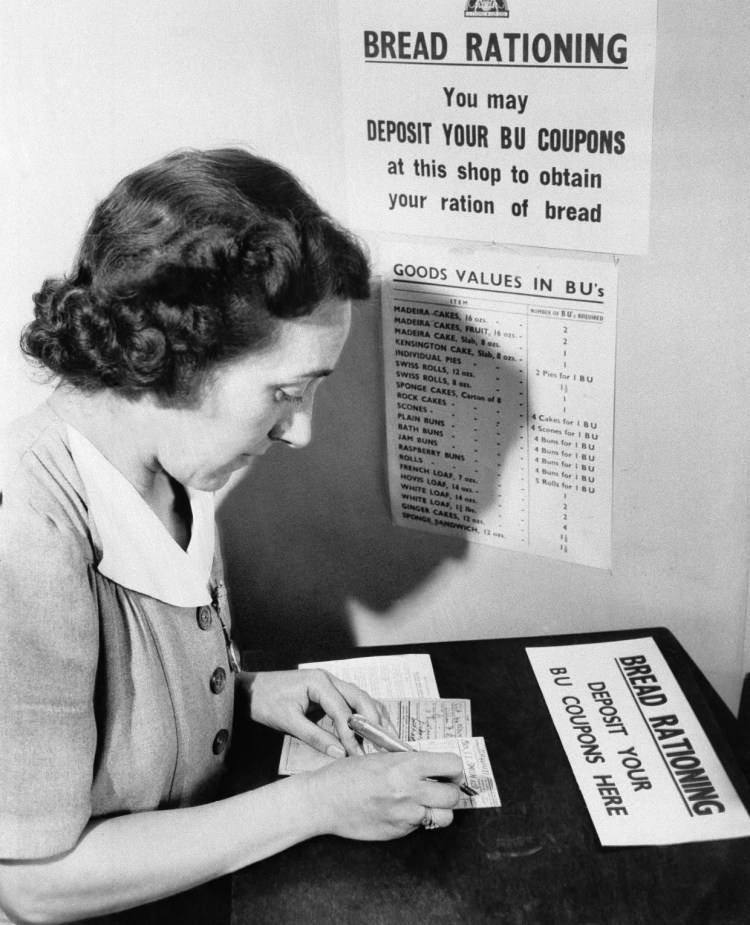 BREAD RATIONING
You may
DEPOSIT YOUR BU COUPONS
at this shop to obtain
your ration of bread
GOODS VALUES IN BU's
ITEM NUMBER OF BU's REQUIRED
MADEIRA CAKES, 16 ozs. 2
MADEIRA CAKES, FRUIT, 16 ozs. 2
MADEIRA CAKE, Slab, 8 ozs. 1
KENSINGTON CAKE, Slab, 8 ozs. 1
INDIVIDUAL PIES 2 Pies for 1 BU
SWISS ROLLS, 12 ozs. 1½
SWISS ROLLS, 8 ozs. 1
SPONGE CAKES, Carton of 8 1
ROCK CAKES 4 Cakes for 1 BU
SCONES 4 Scones for 1 BU
PLAIN BUNS 4 Buns for 1 BU
BATH BUNS 4 Buns for 1 BU
JAM BUNS 4 Buns for 1 BU
RASPBERRY BUNS 4 Buns for 1 BU
ROLLS 5 Rolls for 1 BU
FRENCH LOAF, 7 ozs. 1
HOVIS LOAF, 14 ozs. 2
WHITE LOAF, 14 ozs. 2
WHITE LOAF, 1¾ lbs. 4
GINGER CAKES, 12 ozs. 1½
SPONGE SANDWICH, 12 ozs. 1½
BREAD RATIONING
DEPOSIT YOUR
BU COUPONS HERE